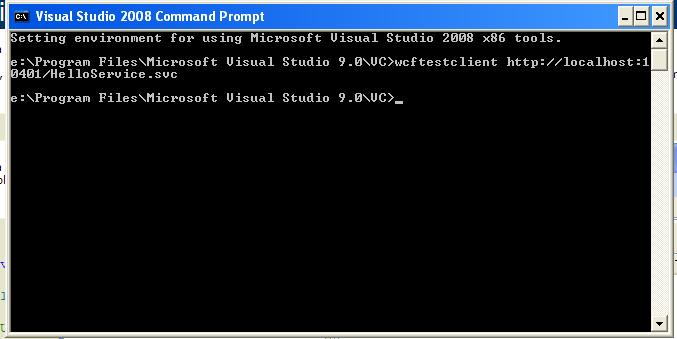 Visual Studio 2008 Command Prompt
Setting environment for using Microsoft Visual Studio 2008 x86 tools.
e:\Program Files\Microsoft Visual Studio 9.0\VC>wcftestclient http://localhost:1
0401/HelloService.svc
e:\Program Files\Microsoft Visual Studio 9.0\VC>_